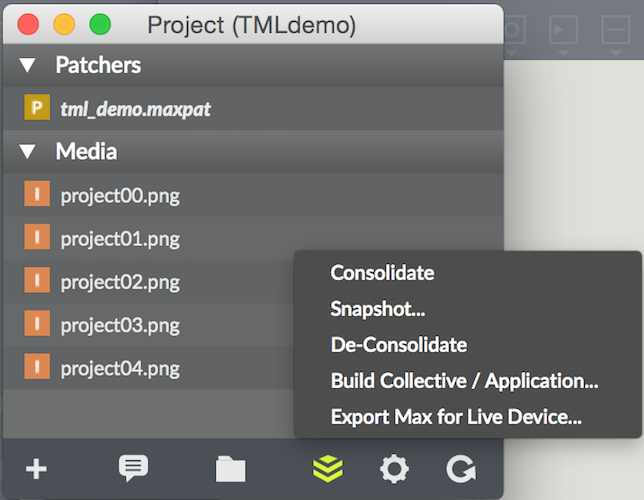 Project (TMLdemo)
Patchers
P tml_demo.maxpat
Media
I project00.png
I project01.png
I project02.png
I project03.png
I project04.png
Consolidate
Snapshot...
De-Consolidate
Build Collective / Application...
Export Max for Live Device...